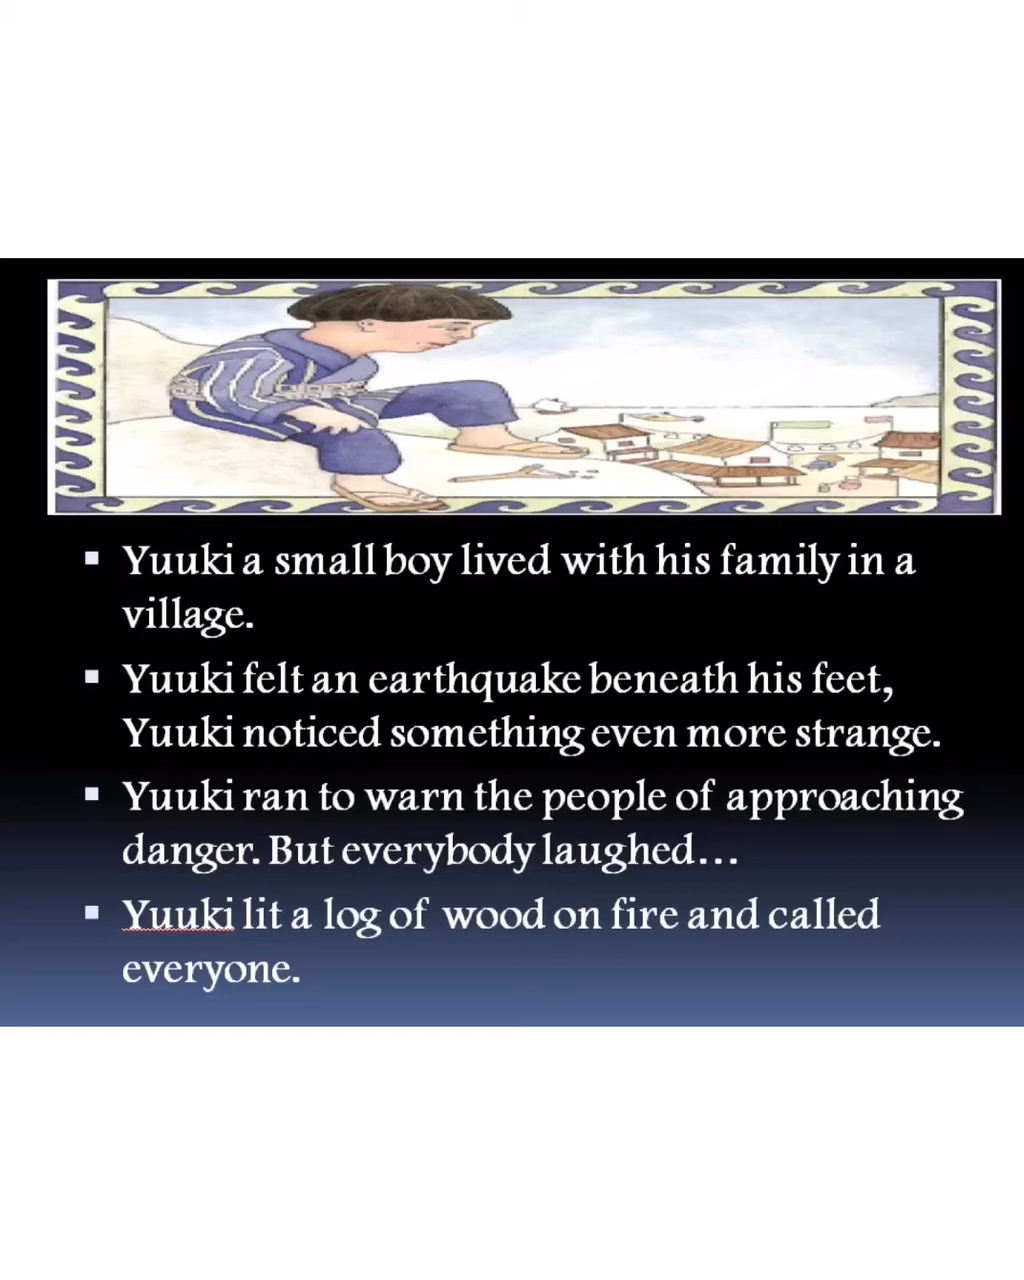 ▪ Yuuki a small boy lived with his family in a
village.
▪ Yuuki felt an earthquake beneath his feet,
Yuuki noticed something even more strange.
▪ Yuuki ran to warn the people of approaching
danger. But everybody laughed...
▪ Yuuki lit a log of wood on fire and called
everyone.